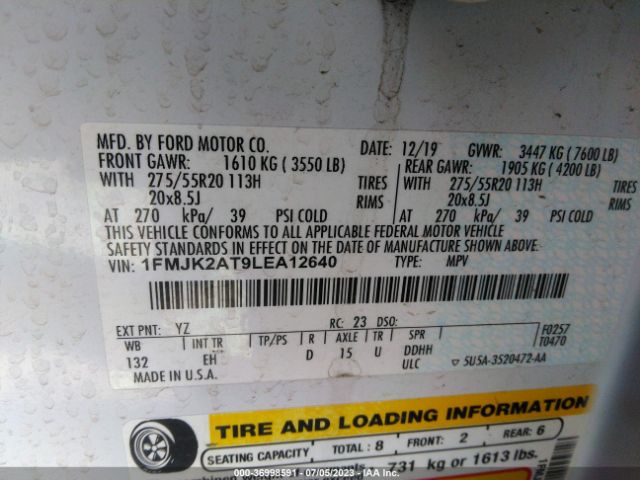 MFD. BY FORD MOTOR CO. DATE: 12/19 GVWR: 3447 KG (7600 LB)
FRONT GAWR: 1610 KG (3550 LB) REAR GAWR: 1905 KG (4200 LB)
WITH 275/55R20 113H TIRES WITH 275/55R20 113H TIRES
20x8.5J RIMS 20x8.5J RIMS
AT 270 kPa/ 39 PSI COLD AT 270 kPa/ 39 PSI COLD
THIS VEHICLE CONFORMS TO ALL APPLICABLE FEDERAL MOTOR VEHICLE
SAFETY STANDARDS IN EFFECT ON THE DATE OF MANUFACTURE SHOWN ABOVE.
VIN: 1FMJK2AT9LEA12640 TYPE: MPV
EXT PNT: YZ RC: 23 DSO: F0257
WB INT TR TP/PS R AXLE TR SPR T0470
132 EH D 15 U DDHH
ULC 5U5A-3520472-AA
MADE IN U.S.A.
TIRE AND LOADING INFORMATION
SEATING CAPACITY TOTAL: 8 FRONT: 2 REAR: 6
731 kg or 1613 lbs.
000-36998591 - 07/05/2023 - IAA Inc.